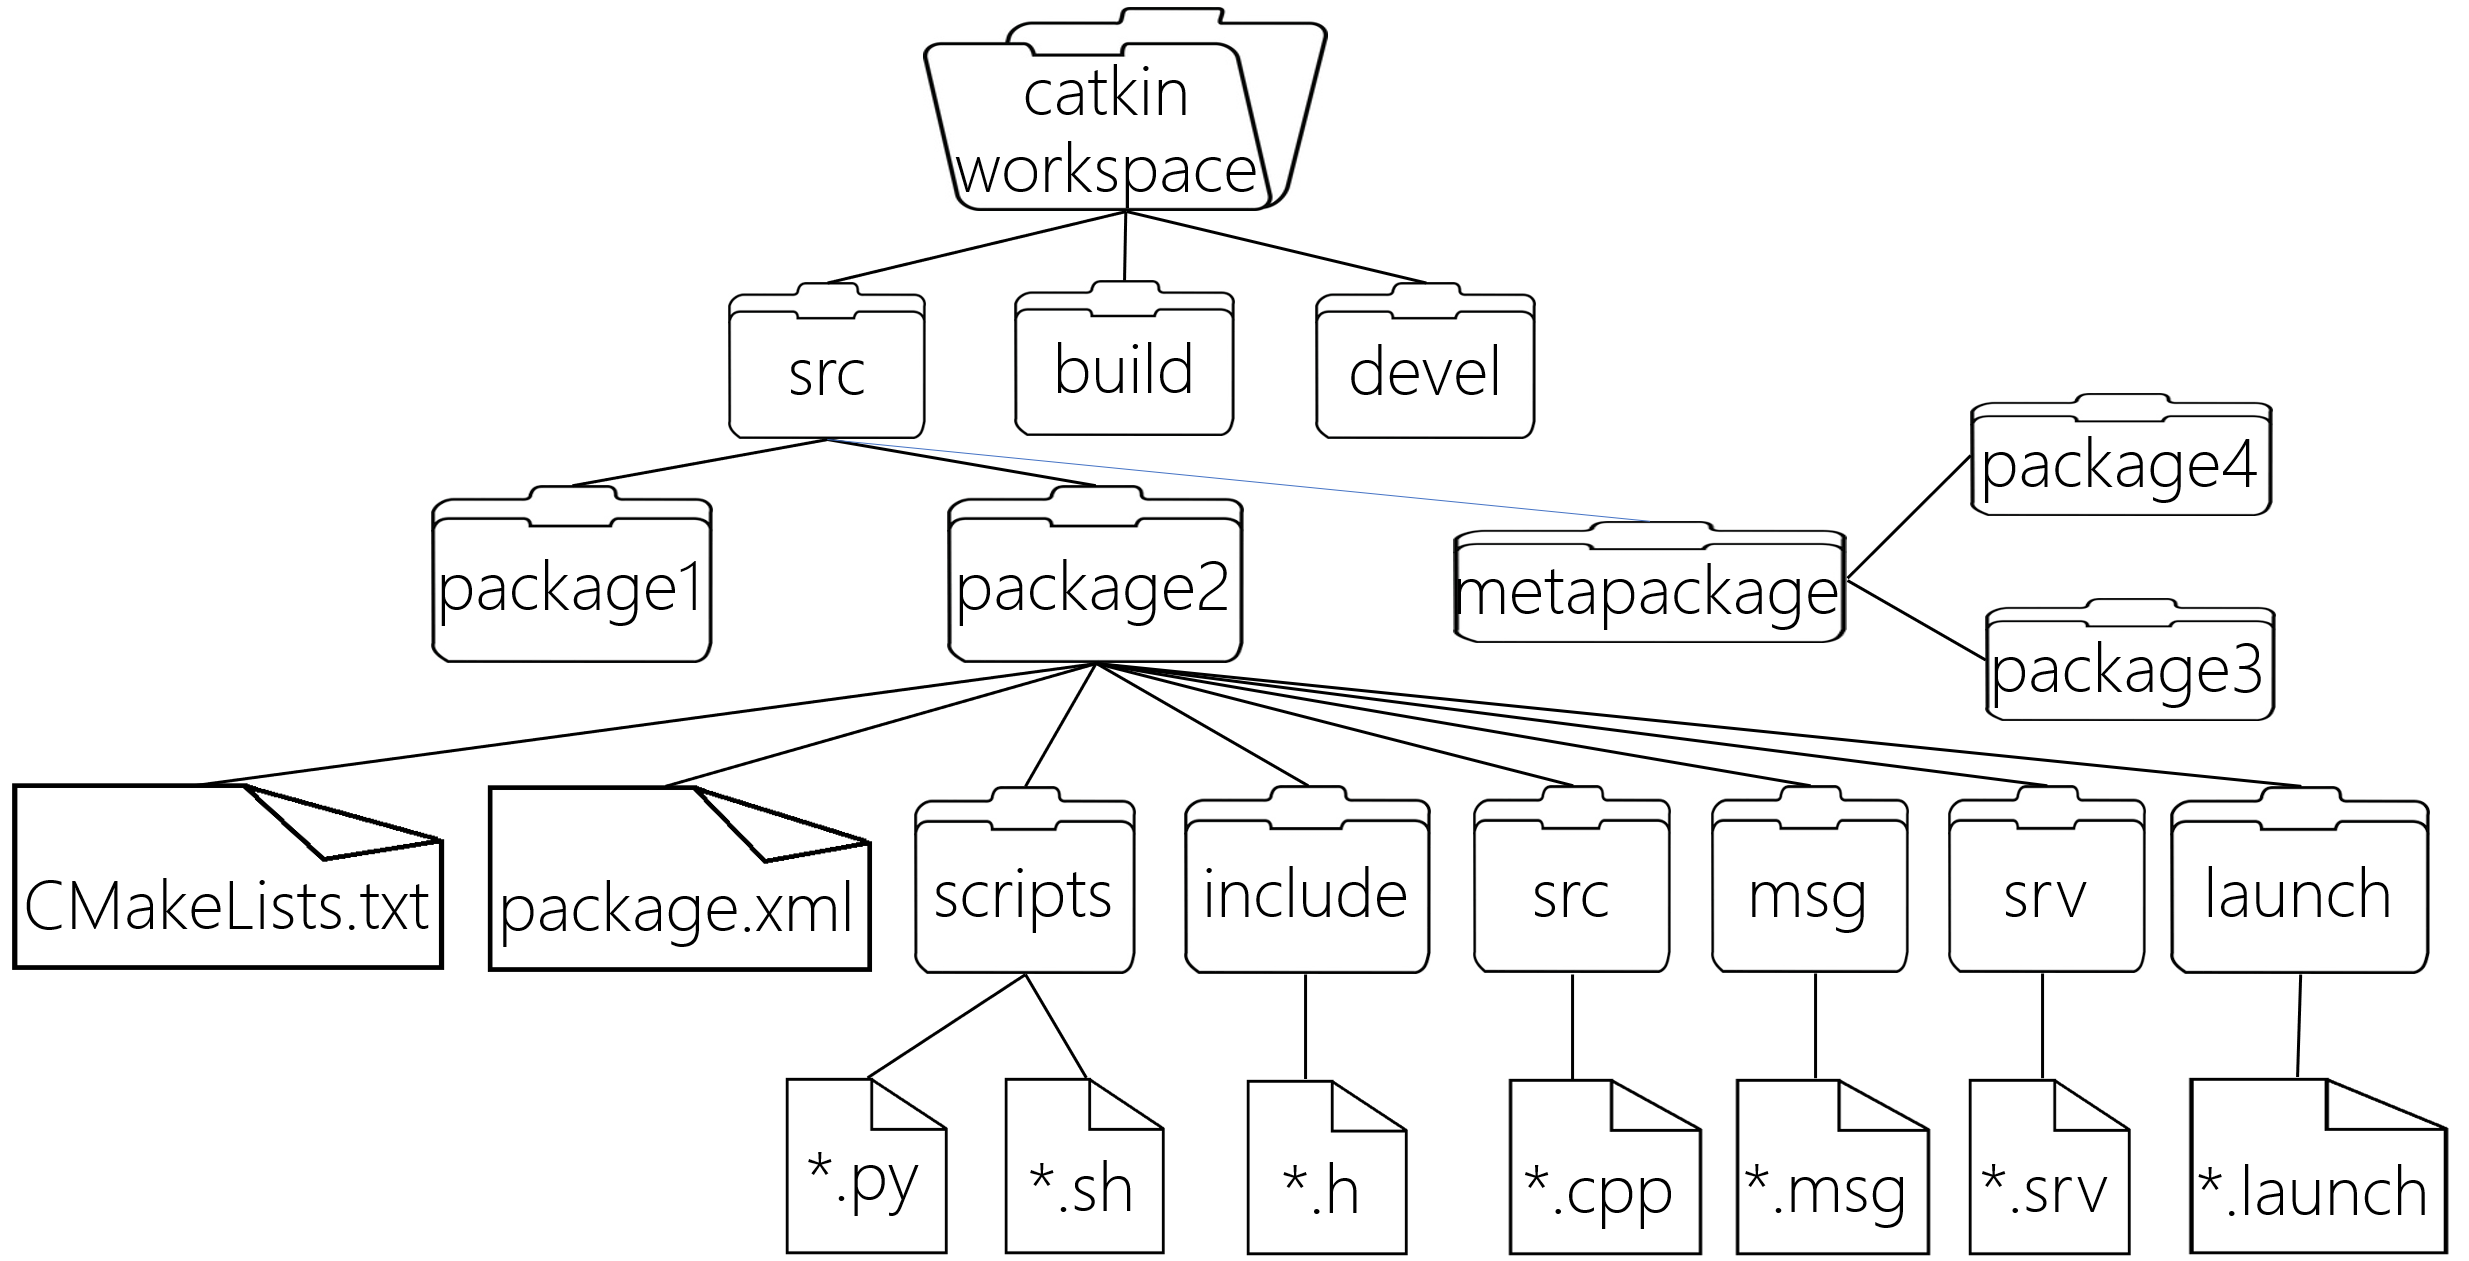 catkin
workspace
src
build
devel
package4
package1
package2
metapackage
package3
CMakeLists.txt
package.xml
scripts
include
src
msg
srv
launch
*.py
*.sh
*.h
*.cpp
*.msg
*.srv
*.launch